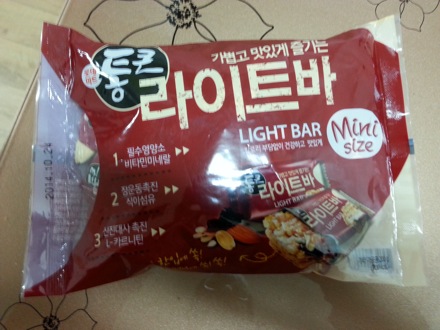 통큰
가볍고 맛있게 즐기는
라이트바
LIGHT BAR
Mini size
1 필수영양소
비타민미네랄
2 장운동촉진
식이섬유
3 신진대사 촉진
L-카르니틴
2014.10.24
통큰
라이트바
LIGHT BAR